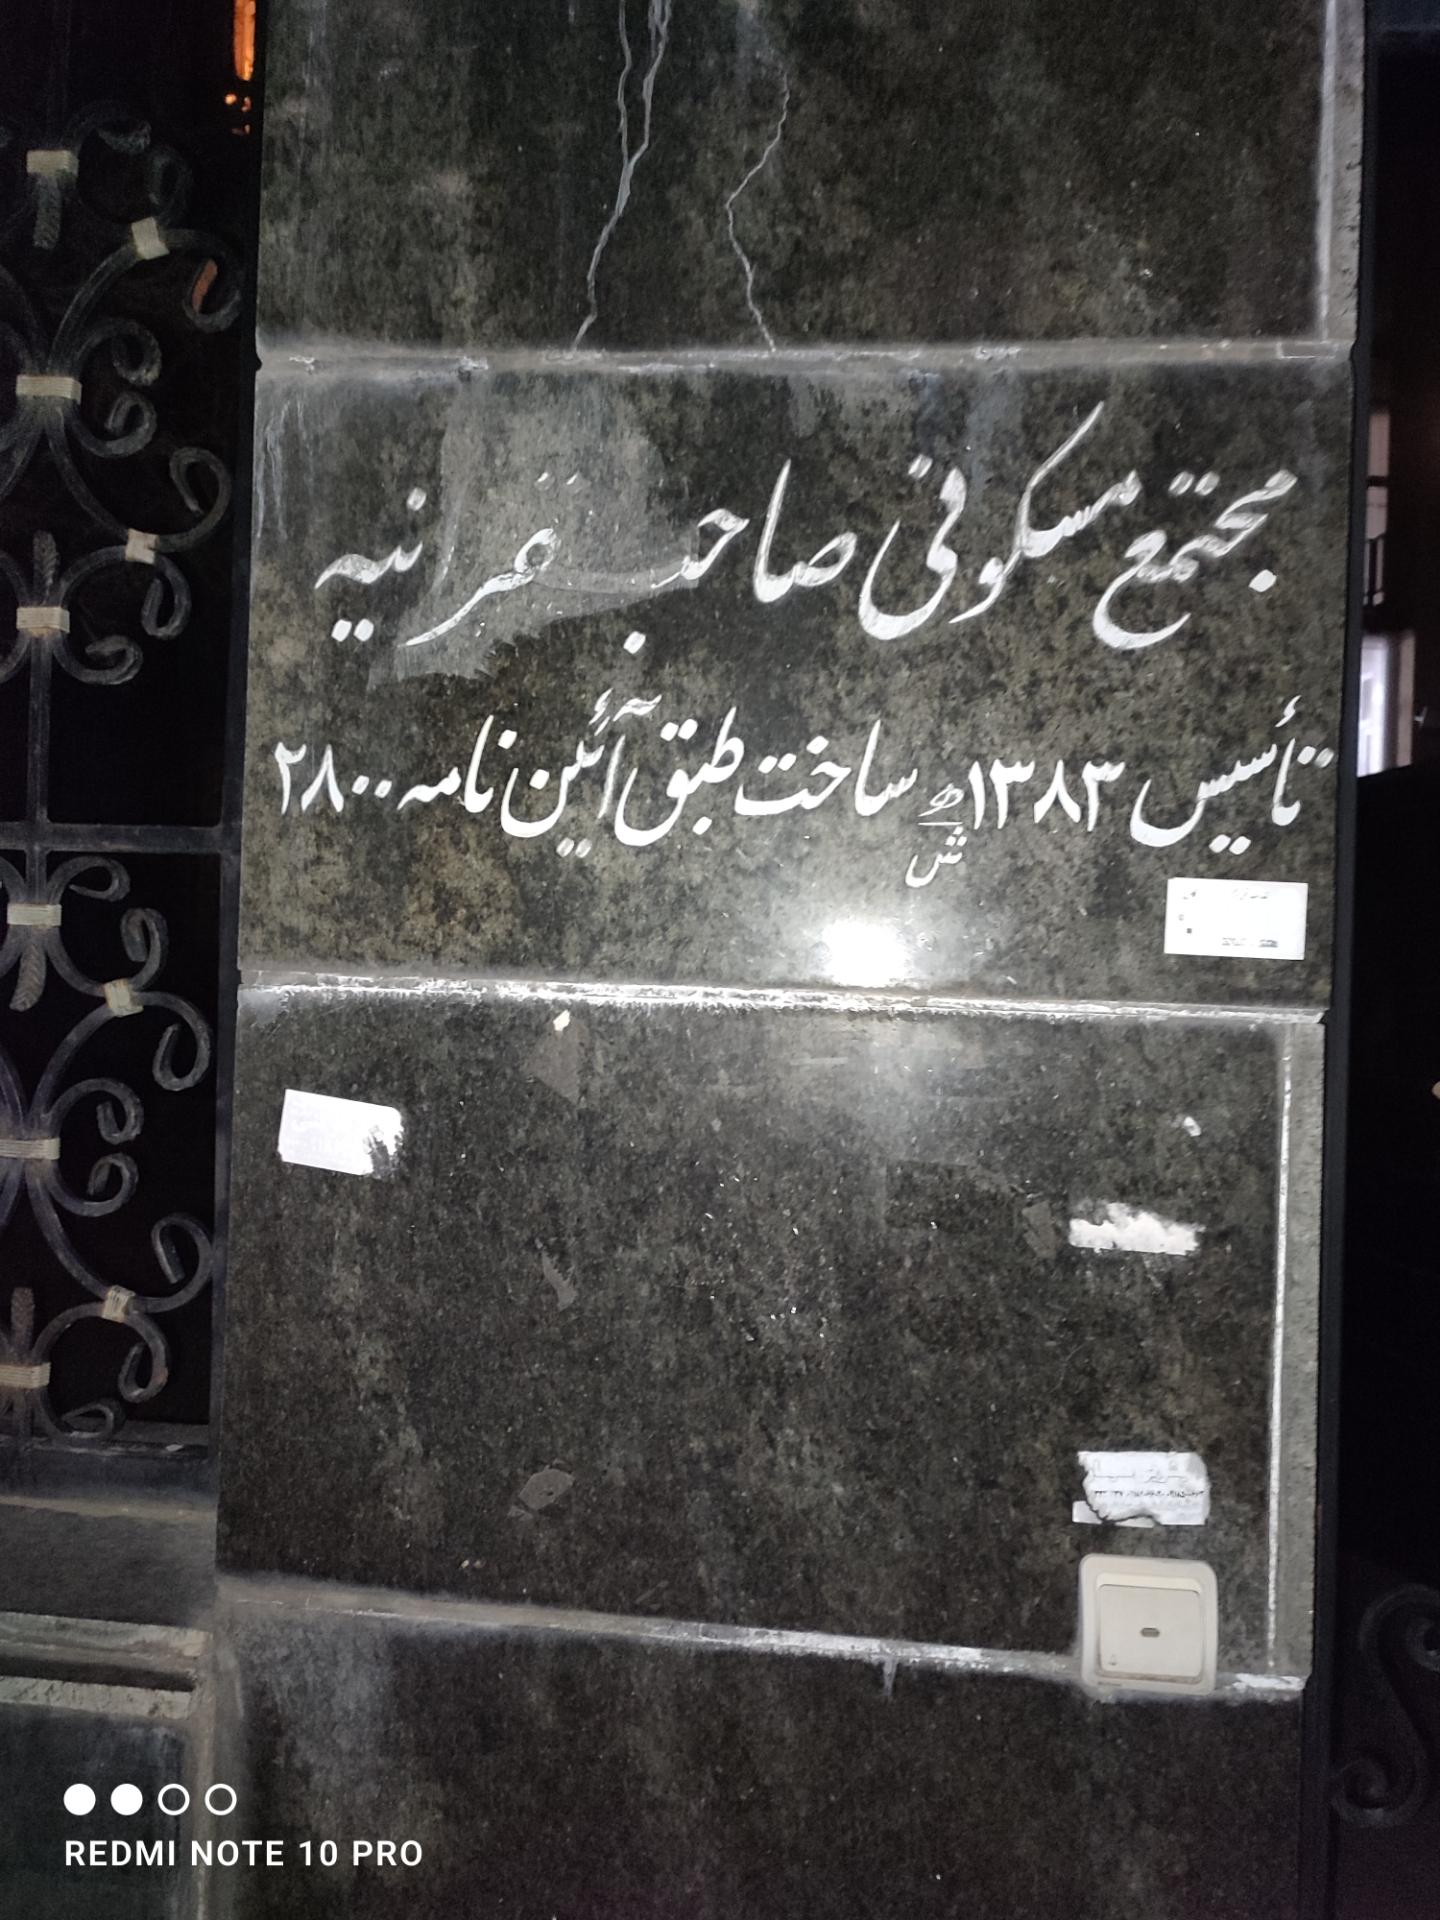 مجتمع مسکونی صاحبقرانیه
تأسیس ۱۳۸۳ هـ ش ساخت طبق آئین نامه ۲۸۰۰
REDMI NOTE 10 PRO